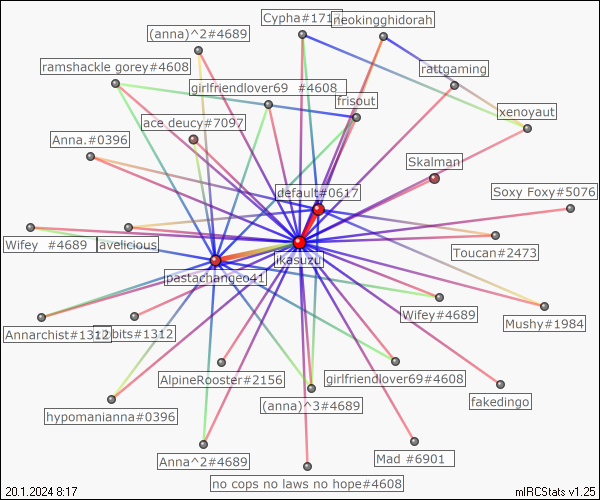 Cypha#171
neokingghidorah
(anna)^2#4689
ramshackle gorey#4608
rattgaming
girlfriendlover69 #4608
frisout
xenoyaut
ace deucy#7097
Anna.#0396
Skalman
default#0617
Soxy Foxy#5076
Wifey #4689
lavelicious
Toucan#2473
ikasuzu
pastachangeo41
Wifey#4689
Mushy#1984
Annarchist#1312
bits#1312
AlpineRooster#2156
girlfriendlover69#4608
(anna)^3#4689
fakedingo
hypomanianna#0396
Anna^2#4689
Mad #6901
no cops no laws no hope#4608
20.1.2024 8:17
mIRCStats v1.25